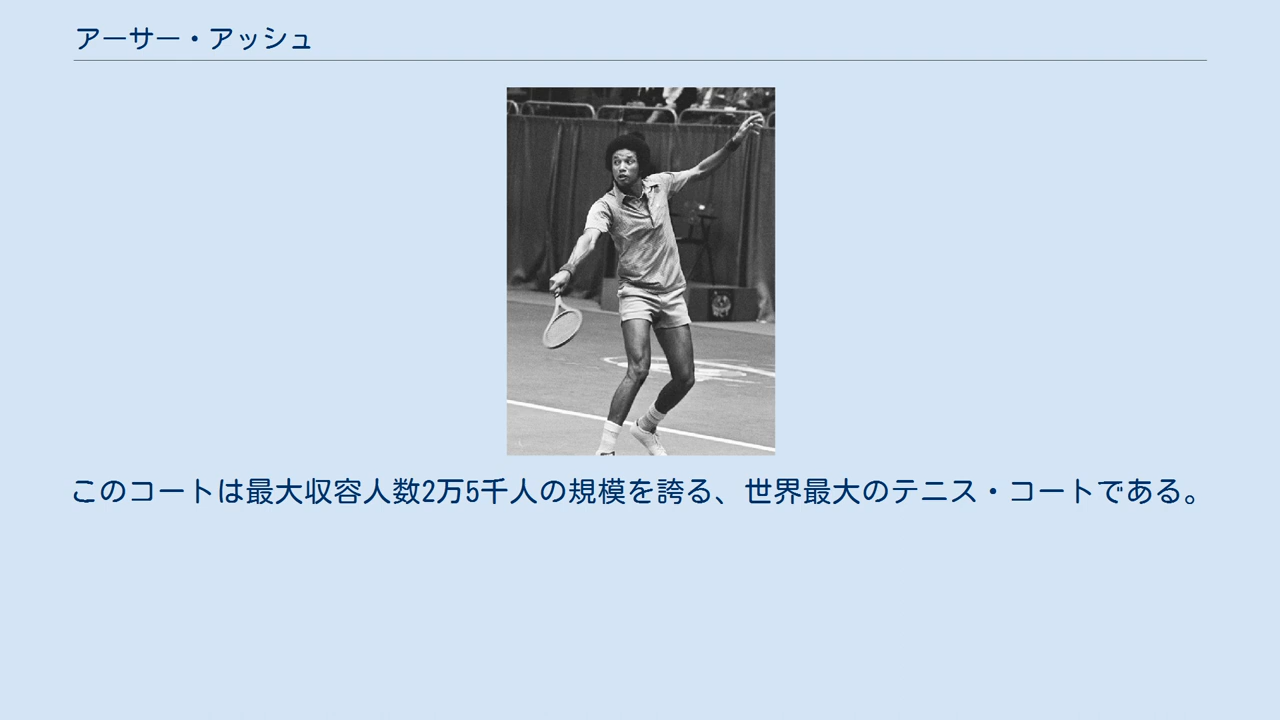 アーサー・アッシュ
このコートは最大収容人数2万5千人の規模を誇る、世界最大のテニス・コートである。